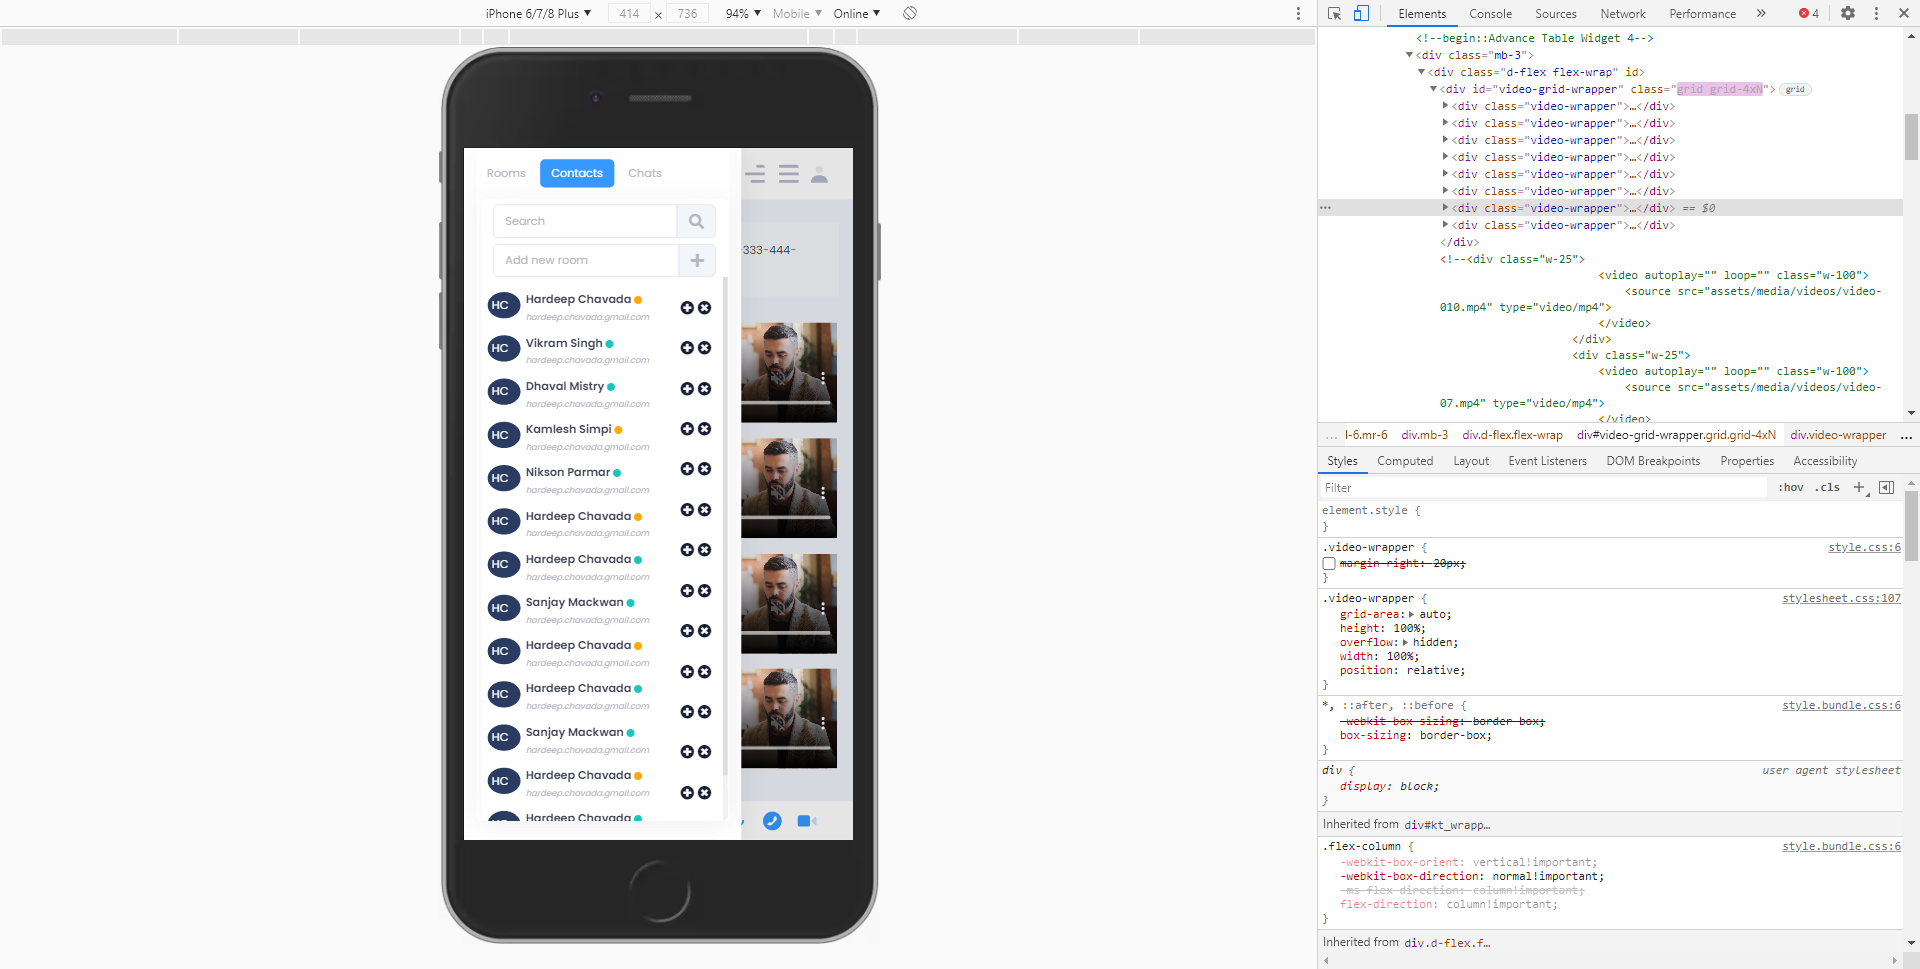 iPhone 6/7/8 Plus ▼ 414 × 736 94% ▼ Mobile ▼ Online ▼
Rooms Contacts Chats
Search
Add new room
333-444-
HC Hardeep Chavada
hardeep.chavada.gmail.com
HC Vikram Singh
hardeep.chavada.gmail.com
HC Dhaval Mistry
hardeep.chavada.gmail.com
HC Kamlesh Simpi
hardeep.chavada.gmail.com
HC Nikson Parmar
hardeep.chavada.gmail.com
HC Hardeep Chavada
hardeep.chavada.gmail.com
HC Hardeep Chavada
hardeep.chavada.gmail.com
HC Sanjay Mackwan
hardeep.chavada.gmail.com
HC Hardeep Chavada
hardeep.chavada.gmail.com
HC Hardeep Chavada
hardeep.chavada.gmail.com
HC Sanjay Mackwan
hardeep.chavada.gmail.com
HC Hardeep Chavada
hardeep.chavada.gmail.com
HC Hardeep Chavada
Elements Console Sources Network Performance » 4
<!--begin::Advance Table Widget 4-->
▼<div class="mb-3">
▼<div class="d-flex flex-wrap" id>
▼<div id="video-grid-wrapper" class="grid grid-4xN"> grid
▶<div class="video-wrapper">…</div>
▶<div class="video-wrapper">…</div>
▶<div class="video-wrapper">…</div>
▶<div class="video-wrapper">…</div>
▶<div class="video-wrapper">…</div>
▶<div class="video-wrapper">…</div>
▶<div class="video-wrapper">…</div> == $0
▶<div class="video-wrapper">…</div>
</div>
<!--<div class="w-25">
<video autoplay="" loop="" class="w-100">
<source src="assets/media/videos/video-
010.mp4" type="video/mp4">
</video>
</div>
<div class="w-25">
<video autoplay="" loop="" class="w-100">
<source src="assets/media/videos/video-
07.mp4" type="video/mp4">
</video>
... l-6.mr-6 div.mb-3 div.d-flex.flex-wrap div#video-grid-wrapper.grid.grid-4xN div.video-wrapper ...
Styles Computed Layout Event Listeners DOM Breakpoints Properties Accessibility
Filter :hov .cls +
element.style {
}
.video-wrapper { style.css:6
margin-right: 20px;
}
.video-wrapper { stylesheet.css:107
grid-area:▶ auto;
height: 100%;
overflow:▶ hidden;
width: 100%;
position: relative;
}
*, ::after, ::before { style.bundle.css:6
-webkit-box-sizing: border-box;
box-sizing: border-box;
}
div { user agent stylesheet
display: block;
}
Inherited from div#kt_wrapp…
.flex-column { style.bundle.css:6
-webkit-box-orient: vertical!important;
-webkit-box-direction: normal!important;
-ms-flex-direction: column!important;
flex-direction: column!important;
}
Inherited from div.d-flex.f…